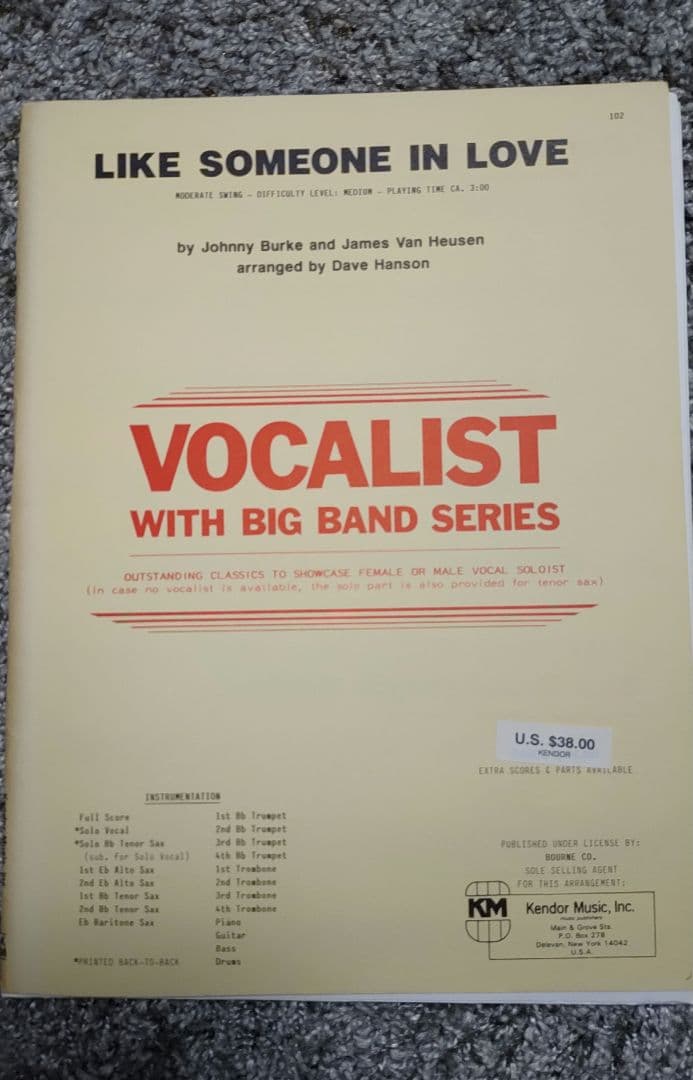 102
LIKE SOMEONE IN LOVE
MODERATE SWING - DIFFICULTY LEVEL: MEDIUM - PLAYING TIME CA. 3:00
by Johnny Burke and James Van Heusen
arranged by Dave Hanson
VOCALIST
WITH BIG BAND SERIES
OUTSTANDING CLASSICS TO SHOWCASE FEMALE OR MALE VOCAL SOLOIST
(in case no vocalist is available, the solo part is also provided for tenor sax)
U.S. $38.00
KENDOR
EXTRA SCORES & PARTS AVAILABLE
INSTRUMENTATION
Full Score
*Solo Vocal
*Solo Bb Tenor Sax
(sub. for Solo Vocal)
1st Eb Alto Sax
2nd Eb Alto Sax
1st Bb Tenor Sax
2nd Bb Tenor Sax
Eb Baritone Sax
*PRINTED BACK-TO-BACK
1st Bb Trumpet
2nd Bb Trumpet
3rd Bb Trumpet
4th Bb Trumpet
1st Trombone
2nd Trombone
3rd Trombone
4th Trombone
Piano
Guitar
Bass
Drums
PUBLISHED UNDER LICENSE BY:
BOURNE CO.
SOLE SELLING AGENT
FOR THIS ARRANGEMENT:
KM
Kendor Music, Inc.
music publishers
Main & Grove Sts.
P.O. Box 278
Delevan, New York 14042
U.S.A.